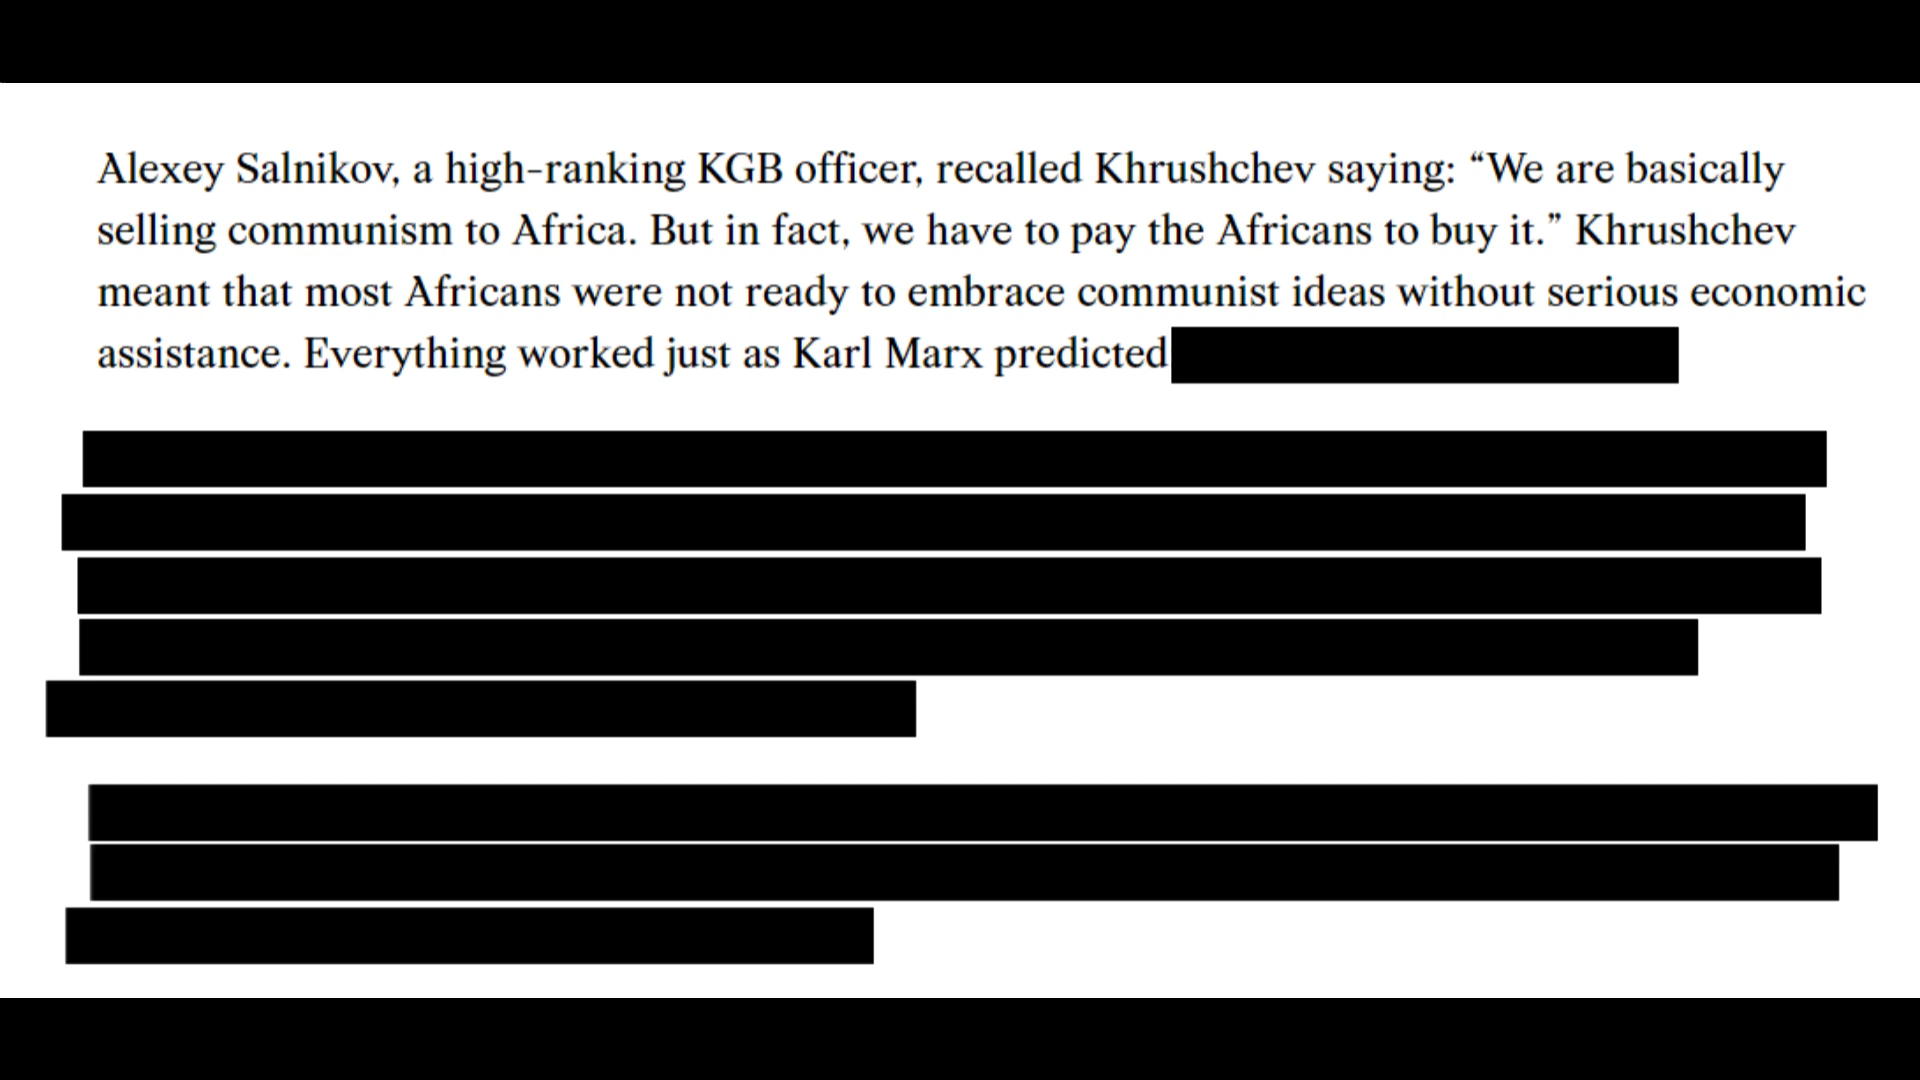 Alexey Salnikov, a high-ranking KGB officer, recalled Khrushchev saying: “We are basically
selling communism to Africa. But in fact, we have to pay the Africans to buy it.” Khrushchev
meant that most Africans were not ready to embrace communist ideas without serious economic
assistance. Everything worked just as Karl Marx predicted